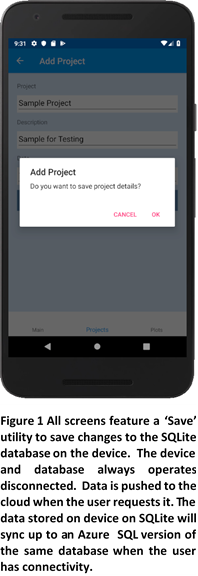 9:31
Add Project
Project
Sample Project
Description
Sample for Testing
Add Project
Do you want to save project details?
CANCEL OK
Main Projects Plots
Figure 1 All screens feature a ‘Save’
utility to save changes to the SQLite
database on the device. The device
and database always operates
disconnected. Data is pushed to the
cloud when the user requests it. The
data stored on device on SQLite will
sync up to an Azure SQL version of
the same database when the user
has connectivity.